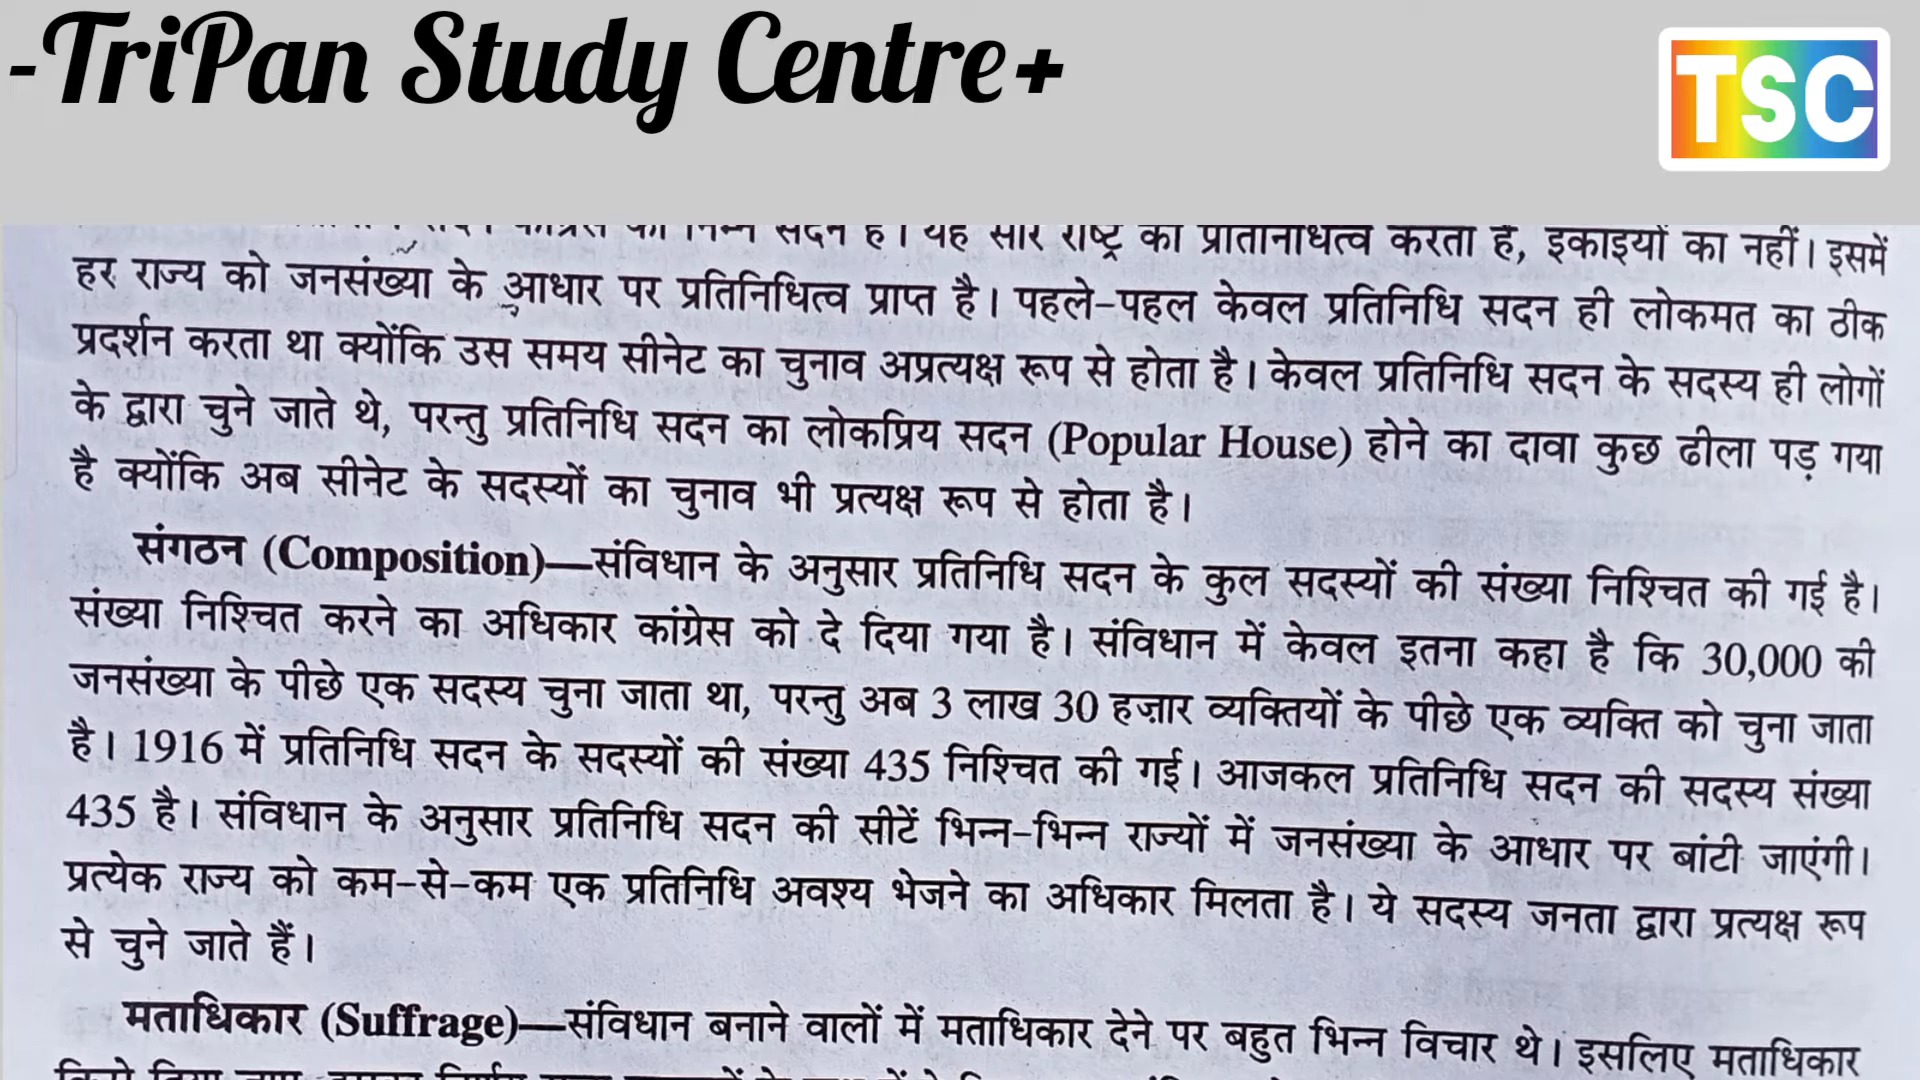 -TriPan Study Centre+
TSC
निम्न सदन है। यह सारे राष्ट्र का प्रतिनिधित्व करता है, इकाइयों का नहीं। इसमें
हर राज्य को जनसंख्या के आधार पर प्रतिनिधित्व प्राप्त है। पहले-पहल केवल प्रतिनिधि सदन ही लोकमत का ठीक
प्रदर्शन करता था क्योंकि उस समय सीनेट का चुनाव अप्रत्यक्ष रूप से होता है। केवल प्रतिनिधि सदन के सदस्य ही लोगों
के द्वारा चुने जाते थे, परन्तु प्रतिनिधि सदन का लोकप्रिय सदन (Popular House) होने का दावा कुछ ढीला पड़ गया
है क्योंकि अब सीनेट के सदस्यों का चुनाव भी प्रत्यक्ष रूप से होता है।
संगठन (Composition)—संविधान के अनुसार प्रतिनिधि सदन के कुल सदस्यों की संख्या निश्चित की गई है।
संख्या निश्चित करने का अधिकार कांग्रेस को दे दिया गया है। संविधान में केवल इतना कहा है कि 30,000 की
जनसंख्या के पीछे एक सदस्य चुना जाता था, परन्तु अब 3 लाख 30 हज़ार व्यक्तियों के पीछे एक व्यक्ति को चुना जाता
है। 1916 में प्रतिनिधि सदन के सदस्यों की संख्या 435 निश्चित की गई। आजकल प्रतिनिधि सदन की सदस्य संख्या
435 है। संविधान के अनुसार प्रतिनिधि सदन की सीटें भिन्न-भिन्न राज्यों में जनसंख्या के आधार पर बांटी जाएंगी।
प्रत्येक राज्य को कम-से-कम एक प्रतिनिधि अवश्य भेजने का अधिकार मिलता है। ये सदस्य जनता द्वारा प्रत्यक्ष रूप
से चुने जाते हैं।
मताधिकार (Suffrage)—संविधान बनाने वालों में मताधिकार देने पर बहुत भिन्न विचार थे। इसलिए मताधिकार